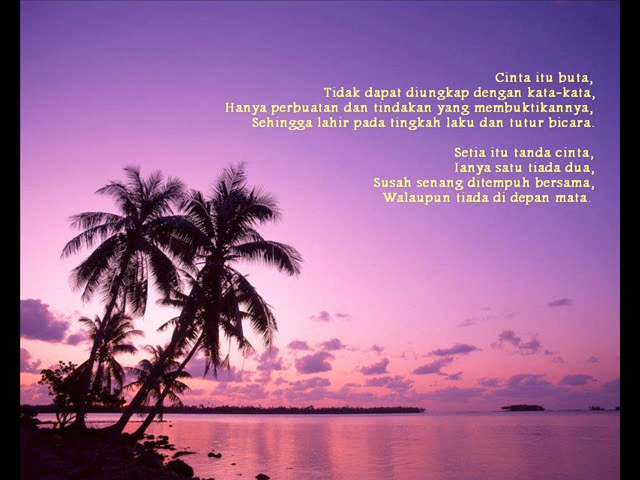 Cinta itu buta,
Tidak dapat diungkap dengan kata-kata,
Hanya perbuatan dan tindakan yang membuktikannya,
Sehingga lahir pada tingkah laku dan tutur bicara.
Setia itu tanda cinta,
Ianya satu tiada dua,
Susah senang ditempuh bersama,
Walaupun tiada di depan mata.